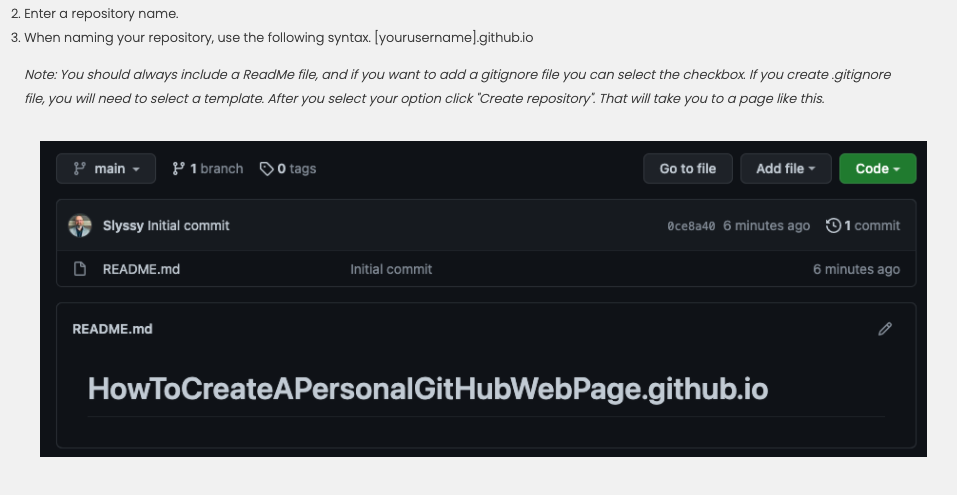 2. Enter a repository name.
3. When naming your repository, use the following syntax. [yourusername].github.io
Note: You should always include a ReadMe file, and if you want to add a gitignore file you can select the checkbox. If you create .gitignore
file, you will need to select a template. After you select your option click "Create repository". That will take you to a page like this.
main 1 branch 0 tags Go to file Add file Code
Slyssy Initial commit 0ce8a40 6 minutes ago 1 commit
README.md Initial commit 6 minutes ago
README.md
HowToCreateAPersonalGitHubWebPage.github.io